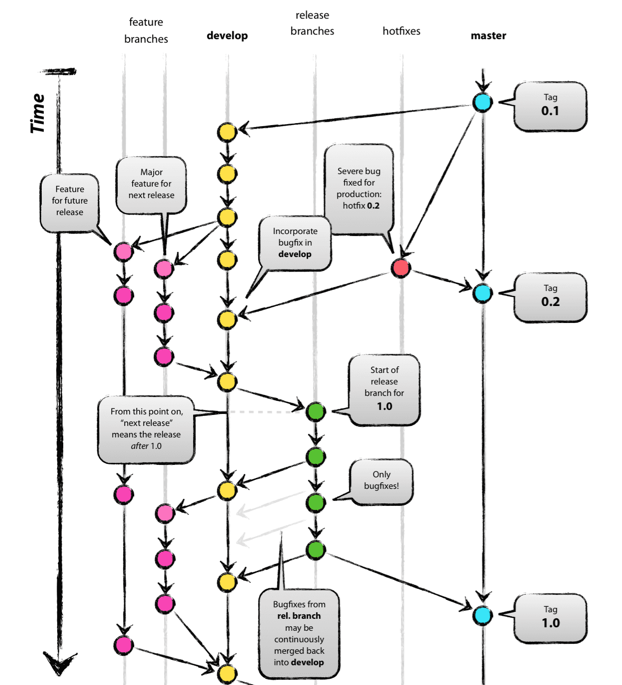 feature
branches
develop
release
branches
hotfixes
master
Time
Tag
0.1
Feature
for future
release
Major
feature for
next release
Severe bug
fixed for
production:
hotfix 0.2
Incorporate
bugfix in
develop
Tag
0.2
Start of
release
branch for
1.0
From this point on,
“next release”
means the release
after 1.0
Only
bugfixes!
Bugfixes from
rel. branch
may be
continuously
merged back
into develop
Tag
1.0